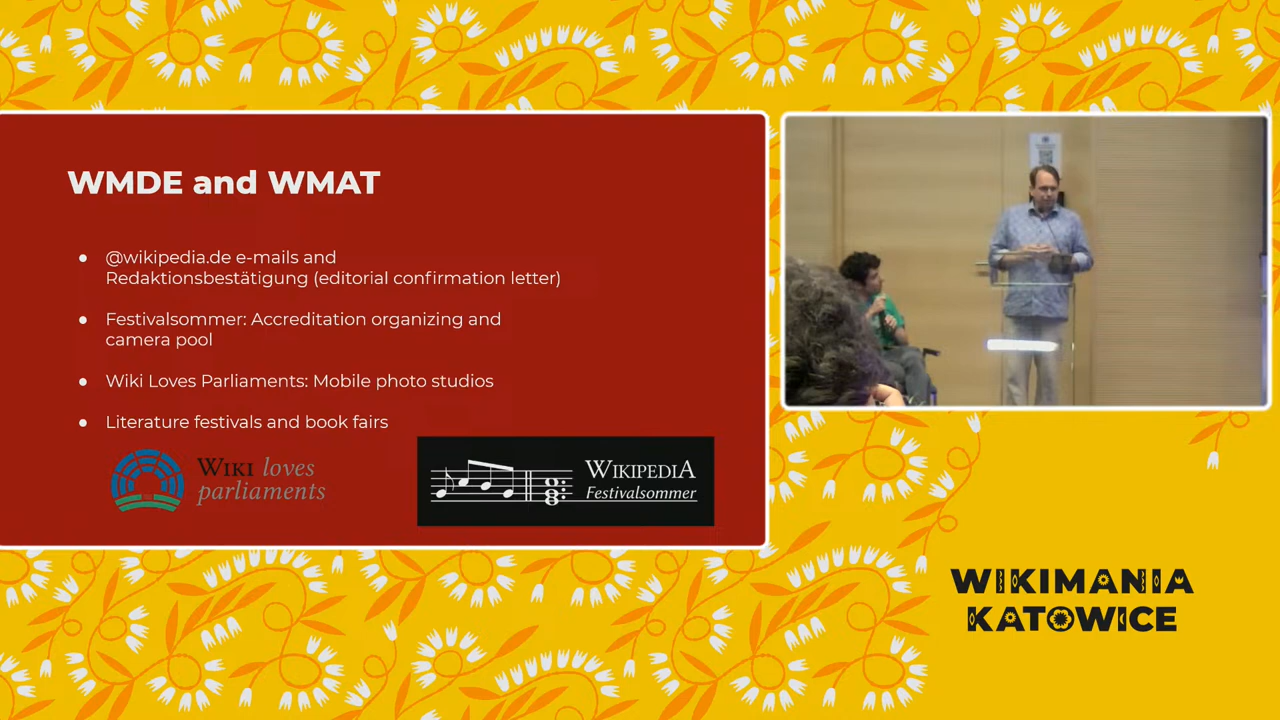 WMDE and WMAT
● @wikipedia.de e-mails and
Redaktionsbestätigung (editorial confirmation letter)
● Festivalsommer: Accreditation organizing and
camera pool
● Wiki Loves Parliaments: Mobile photo studios
● Literature festivals and book fairs
WIKI loves
parliaments
WIKIPEDIA
Festivalsommer
WIKIMANIA
KATOWICE